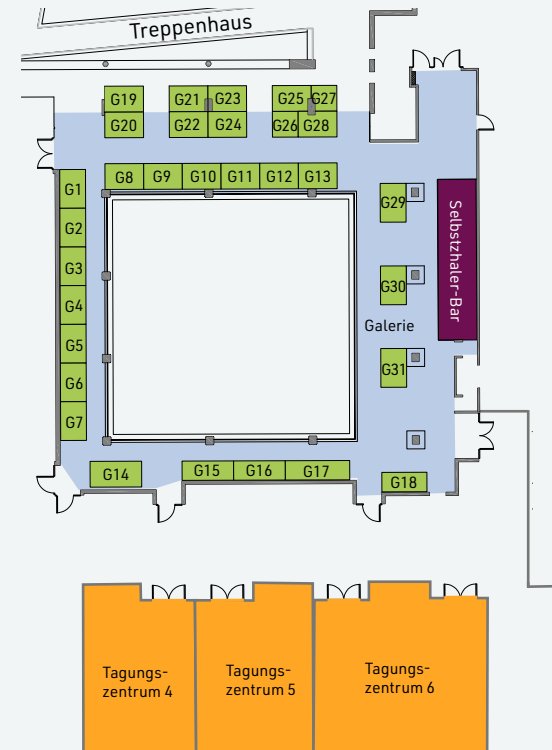 Treppenhaus
G19
G21
G23
G25
G27
G20
G22
G24
G26
G28
G8
G9
G10
G11
G12
G13
G1
G2
G3
G4
G5
G6
G7
G29
G30
G31
Selbstzhaler-Bar
Galerie
G14
G15
G16
G17
G18
Tagungs-
zentrum 4
Tagungs-
zentrum 5
Tagungs-
zentrum 6